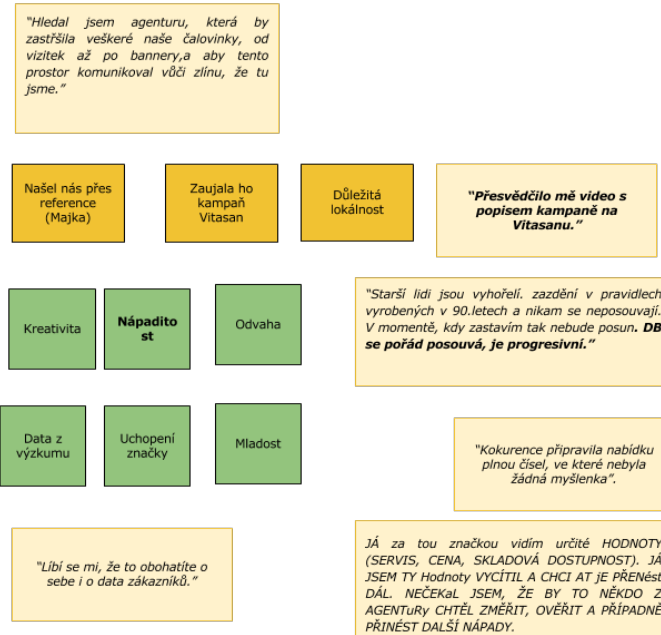 “Hledal jsem agenturu, která by
zastřšila veškeré naše čalovinky, od
vizitek až po bannery,a aby tento
prostor komunikoval vůči zlínu, že tu
jsme.”
Našel nás přes
reference
(Majka)
Zaujala ho
kampaň
Vitasan
Důležitá
lokálnost
“Přesvědčilo mě video s
popisem kampaně na
Vitasanu.”
Kreativita
Nápadito
st
Odvaha
“Starší lidi jsou vyhořelí. zazdění v pravidlech
vyrobených v 90.letech a nikam se neposouvají.
V momentě, kdy zastavím tak nebude posun. DB
se pořád posouvá, je progresivní.”
Data z
výzkumu
Uchopení
značky
Mladost
“Kokurence připravila nabídku
plnou čísel, ve které nebyla
žádná myšlenka”.
“Líbí se mi, že to obohatíte o
sebe i o data zákazníků.”
JÁ za tou značkou vidím určité HODNOTY
(SERVIS, CENA, SKLADOVÁ DOSTUPNOST). JÁ
JSEM TY Hodnoty VYCÍTIL A CHCI AT jE PŘENést
DÁL. NEČEKaL JSEM, ŽE BY TO NĚKDO Z
AGENTuRy CHTĚL ZMĚŘIT, OVĚŘIT A PŘÍPADNĚ
PŘINÉST DALŠÍ NÁPADY.